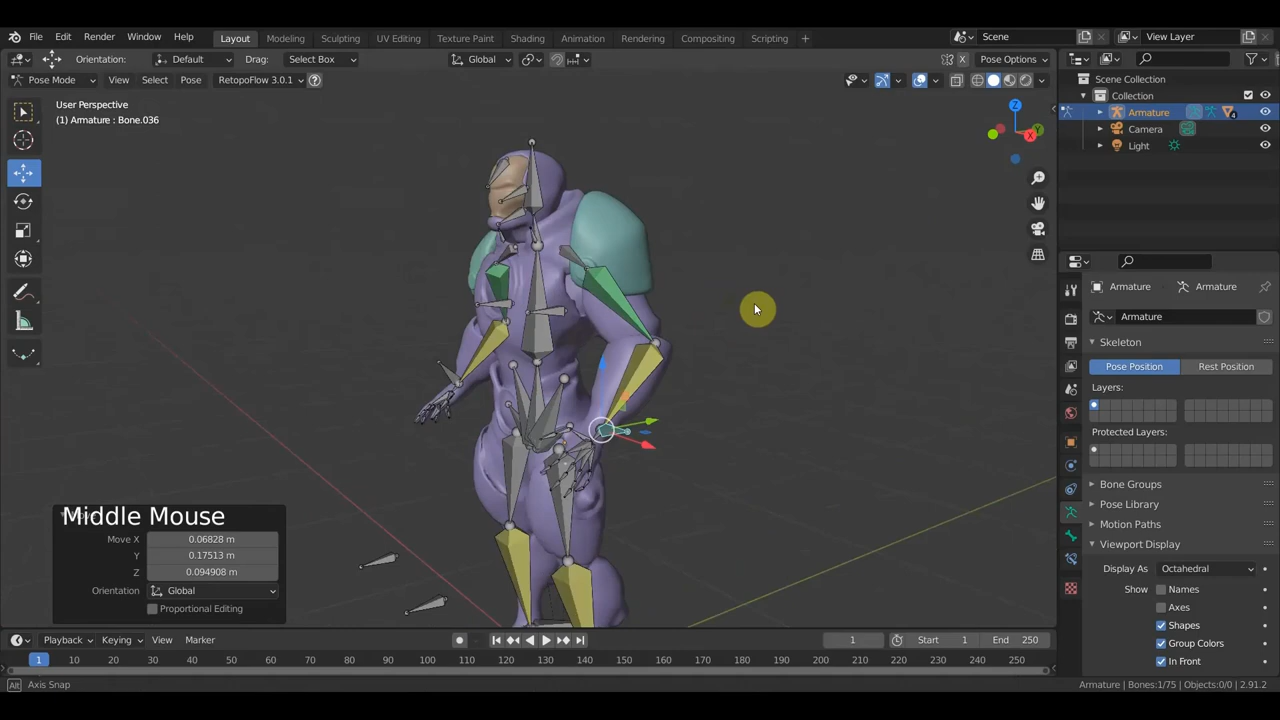 File Edit Render Window Help Layout Modeling Sculpting UV Editing Texture Paint Shading Animation Rendering Compositing Scripting + Scene View Layer
Orientation: Default Drag: Select Box Global Pose Options
Pose Mode View Select Pose RetopoFlow 3.0.1 ?
User Perspective
(1) Armature : Bone.036
Z
Y
X
Scene Collection
Collection
Armature 4
Camera
Light
Armature Armature
Armature
Skeleton
Pose Position Rest Position
Layers:
Protected Layers:
Bone Groups
Pose Library
Motion Paths
Viewport Display
Display As Octahedral
Show Names
Axes
Shapes
Group Colors
In Front
Middle Mouse
Move X 0.06828 m
Y 0.17513 m
Z 0.094908 m
Orientation Global
Proportional Editing
Playback Keying View Marker 1 Start 1 End 250
1 10 20 30 40 50 60 70 80 90 100 110 120 130 140 150 160 170 180 190 200 210 220 230 240 250
Alt Axis Snap Armature | Bones:1/75 | Objects:0/0 | 2.91.2